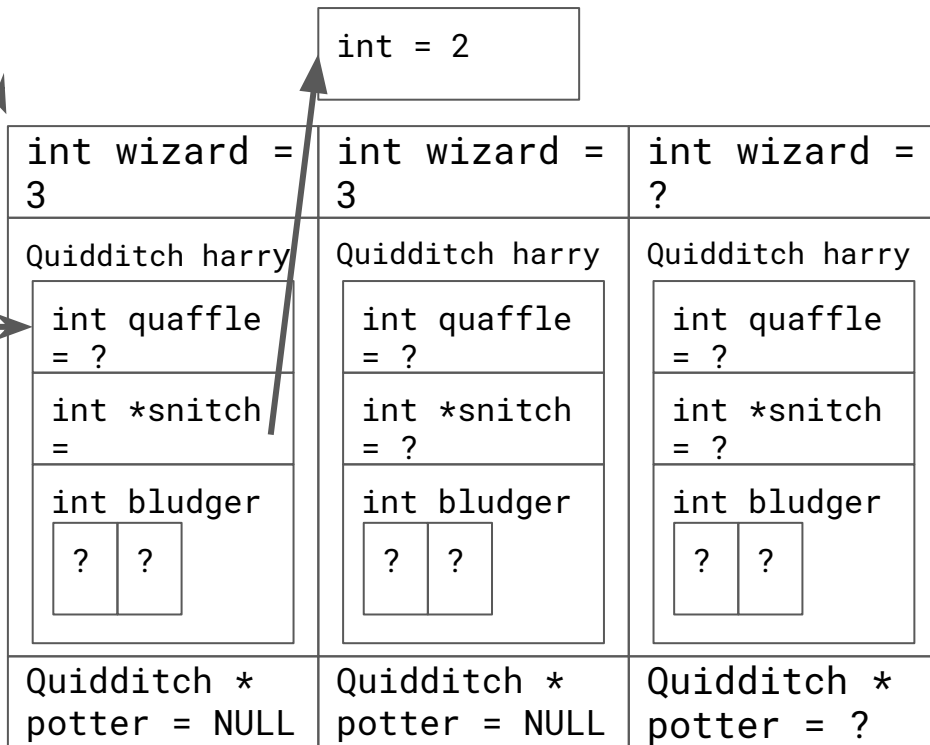 int = 2
int wizard =
3
int wizard =
3
int wizard =
?
Quidditch harry
int quaffle
= ?
int *snitch
=
int bludger
? ?
Quidditch harry
int quaffle
= ?
int *snitch
= ?
int bludger
? ?
Quidditch harry
int quaffle
= ?
int *snitch
= ?
int bludger
? ?
Quidditch *
potter = NULL
Quidditch *
potter = NULL
Quidditch *
potter = ?